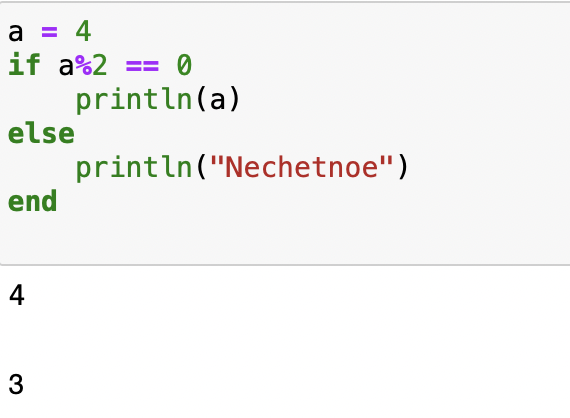 a = 4
if a%2 == 0
    println(a)
else
    println("Nechetnoe")
end
4
3